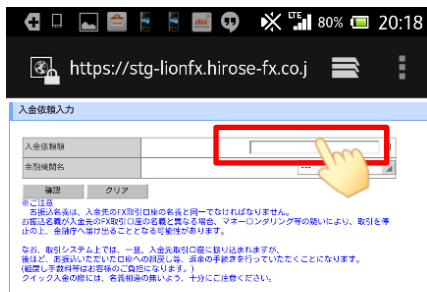 LTE 80% 20:18
https://stg-lionfx.hirose-fx.co.j
入金依頼入力
入金依頼額
金融機関名 ---
確認 クリア
※ご注意
お振込名義は、入金先のFX取引口座の名義と同一でなければなりません。
お振込名義が入金先のFX取引口座の名義と異なる場合、マネーロンダリング等の疑いにより、取引を停
止の上、金融庁へ届け出ることとなる可能性があります。
なお、取引システム上では、一旦、入金先取引口座に振り込まれますが、
後ほど、お振込いただいた口座への組戻し等、返金の手続きを行っていただくことになります。
(組戻し手数料等はお客様のご負担になります。)
クイック入金の際には、名義相違の無いよう、十分にご注意ください。